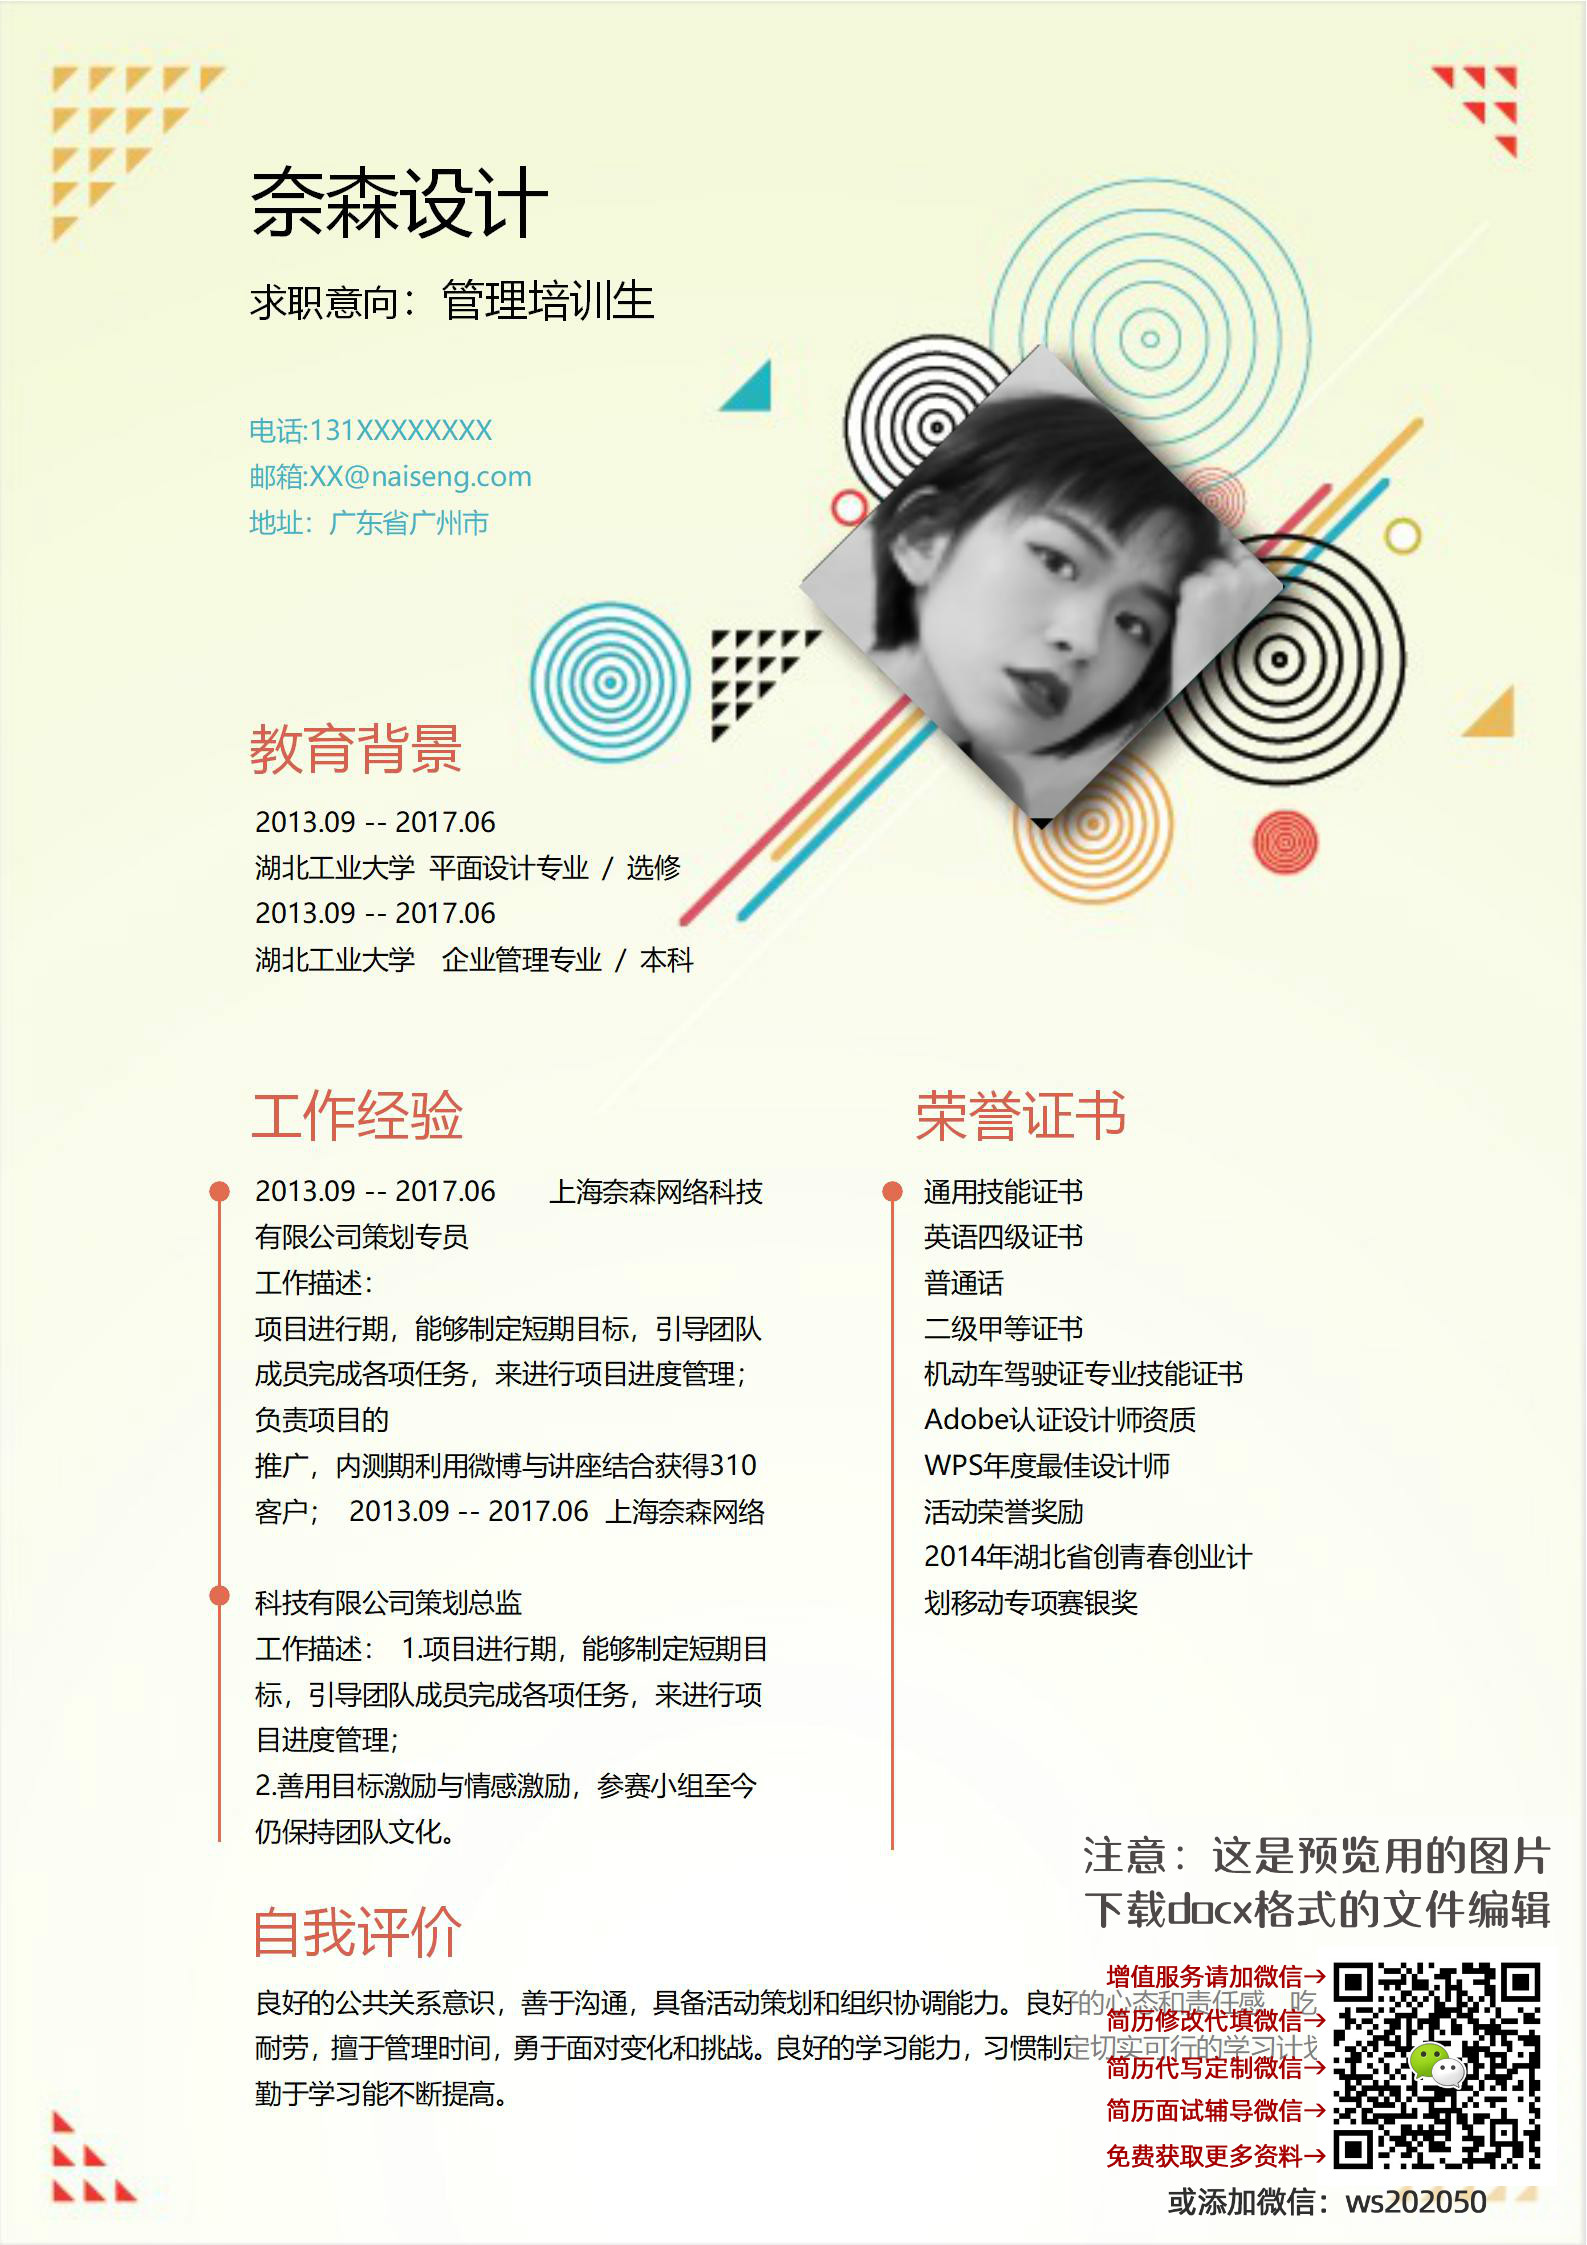 奈森设计
求职意向：管理培训生
电话:131XXXXXXXX
邮箱:XX@naiseng.com
地址：广东省广州市
教育背景
2013.09 -- 2017.06
湖北工业大学 平面设计专业 / 选修
2013.09 -- 2017.06
湖北工业大学 企业管理专业 / 本科
工作经验
2013.09 -- 2017.06 上海奈森网络科技
有限公司策划专员
工作描述：
项目进行期，能够制定短期目标，引导团队
成员完成各项任务，来进行项目进度管理；
负责项目的
推广，内测期利用微博与讲座结合获得310
客户； 2013.09 -- 2017.06 上海奈森网络
科技有限公司策划总监
工作描述： 1.项目进行期，能够制定短期目
标，引导团队成员完成各项任务，来进行项
目进度管理；
2.善用目标激励与情感激励，参赛小组至今
仍保持团队文化。
荣誉证书
通用技能证书
英语四级证书
普通话
二级甲等证书
机动车驾驶证专业技能证书
Adobe认证设计师资质
WPS年度最佳设计师
活动荣誉奖励
2014年湖北省创青春创业计
划移动专项赛银奖
自我评价
良好的公共关系意识，善于沟通，具备活动策划和组织协调能力。良好的心态和责任感，吃
耐劳，擅于管理时间，勇于面对变化和挑战。良好的学习能力，习惯制定切实可行的学习计划
勤于学习能不断提高。
注意：这是预览用的图片
下载docx格式的文件编辑
增值服务请加微信→
简历修改代填微信→
简历代写定制微信→
简历面试辅导微信→
免费获取更多资料→
或添加微信：ws202050